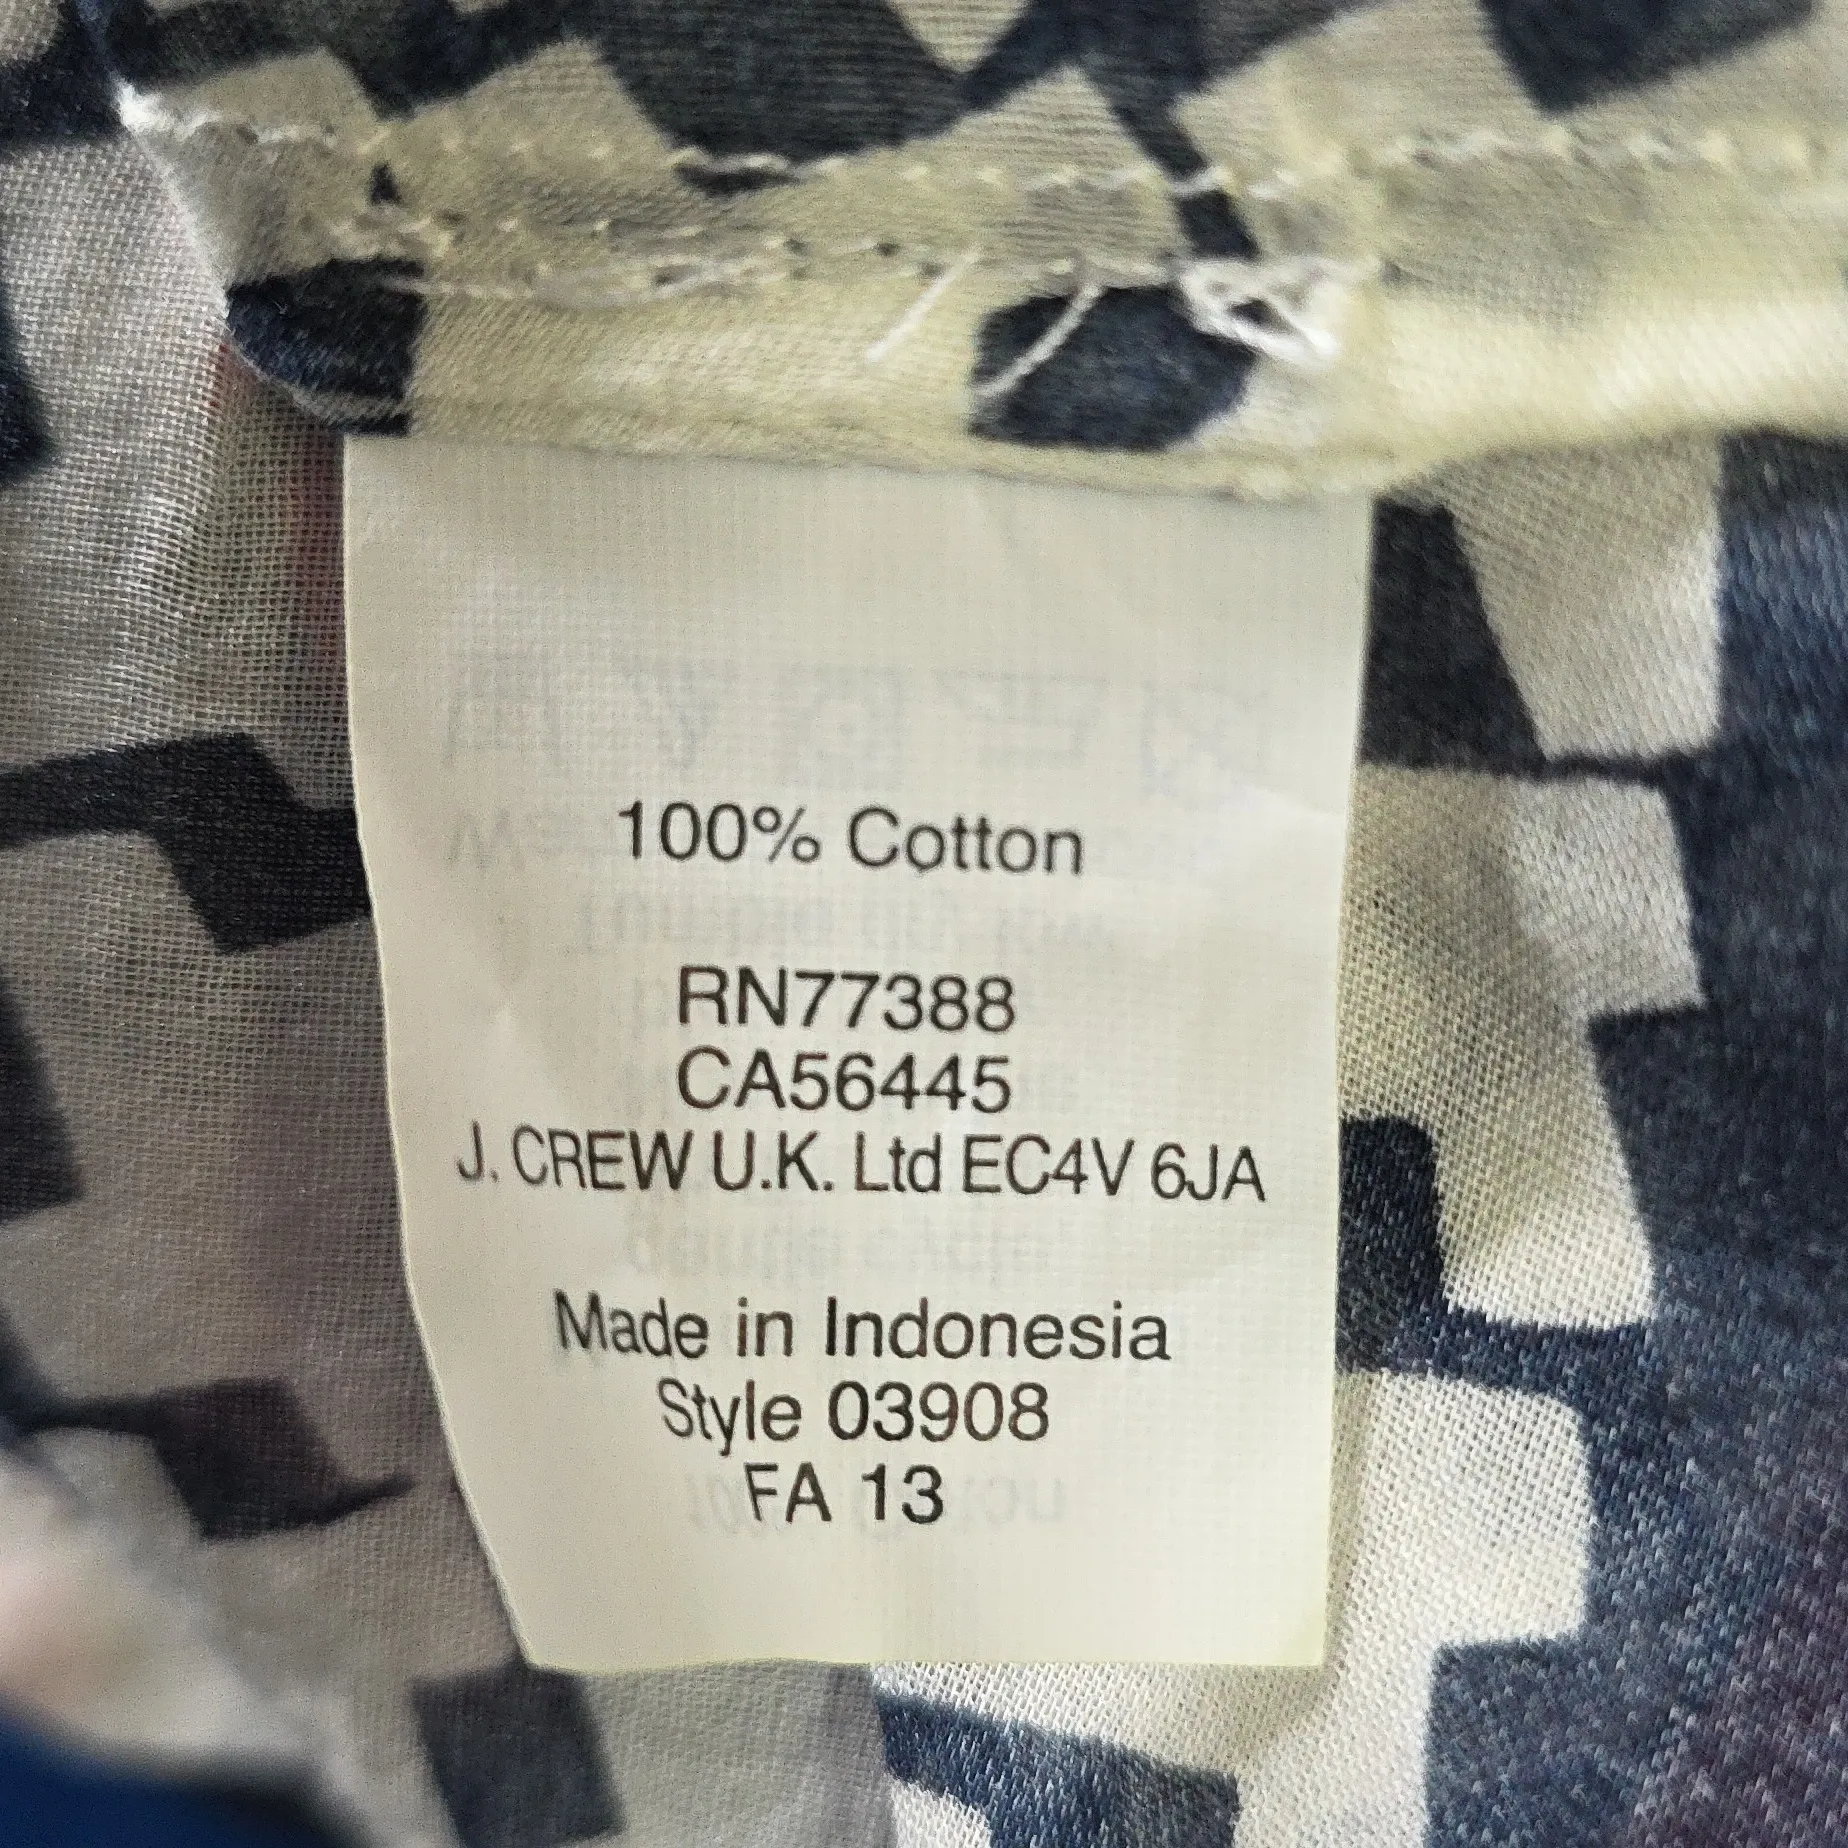 100% Cotton
RN77388
CA56445
J. CREW U.K. Ltd EC4V 6JA
Made in Indonesia
Style 03908
FA 13